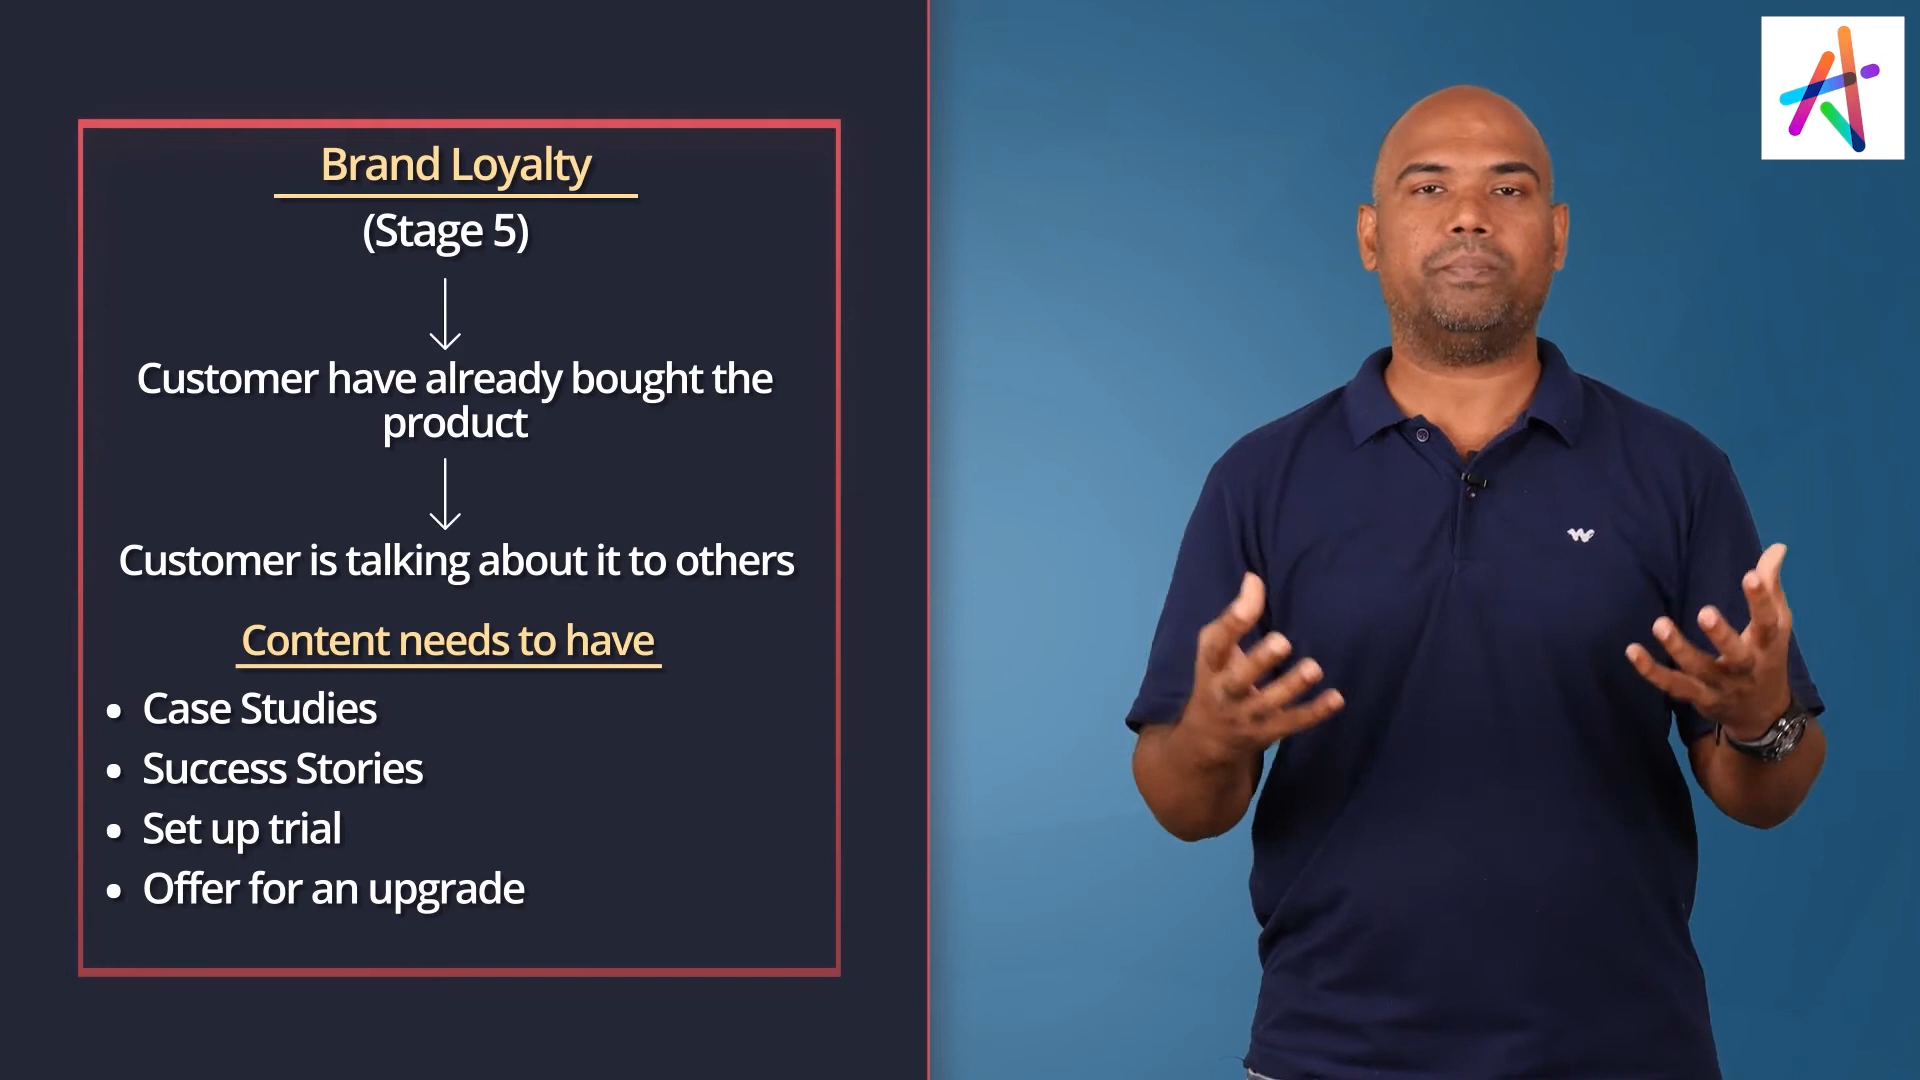 Brand Loyalty
(Stage 5)
Customer have already bought the
product
Customer is talking about it to others
Content needs to have
• Case Studies
• Success Stories
• Set up trial
• Offer for an upgrade